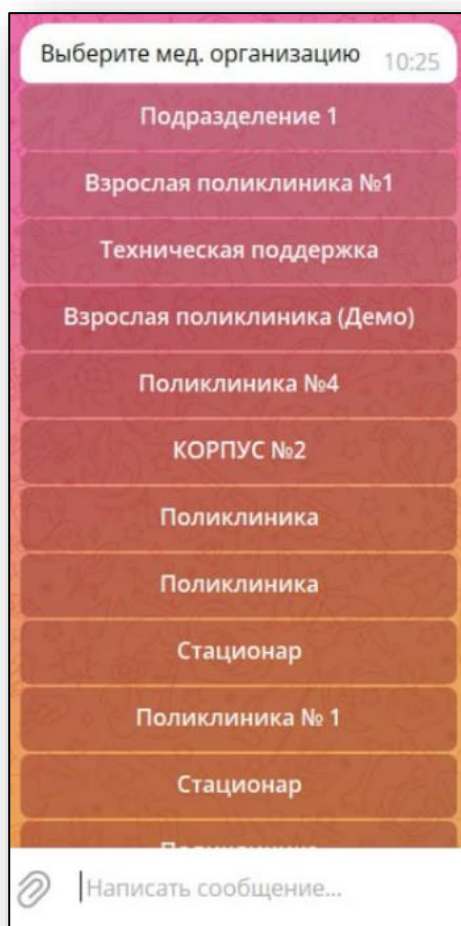 Выберите мед. организацию 10:25
Подразделение 1
Взрослая поликлиника №1
Техническая поддержка
Взрослая поликлиника (Демо)
Поликлиника №4
КОРПУС №2
Поликлиника
Поликлиника
Стационар
Поликлиника № 1
Стационар
Написать сообщение...